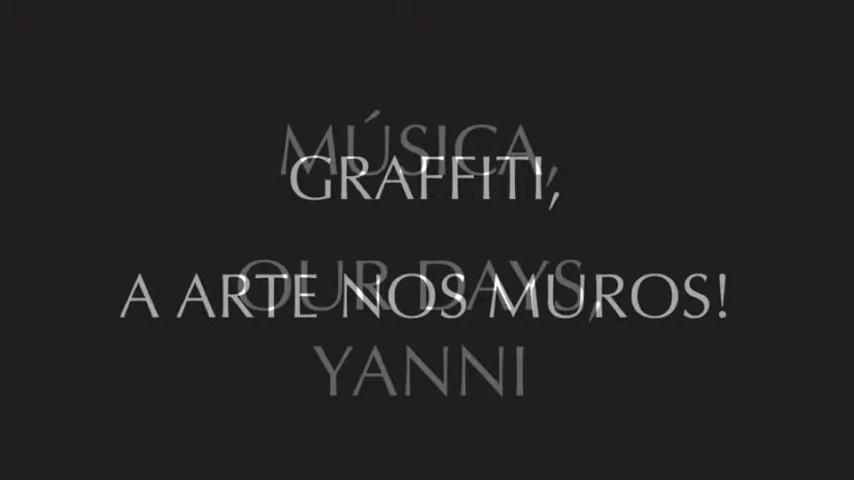 MÚSICA,
GRAFFITI,
OUR DAYS,
A ARTE NOS MUROS!
YANNI